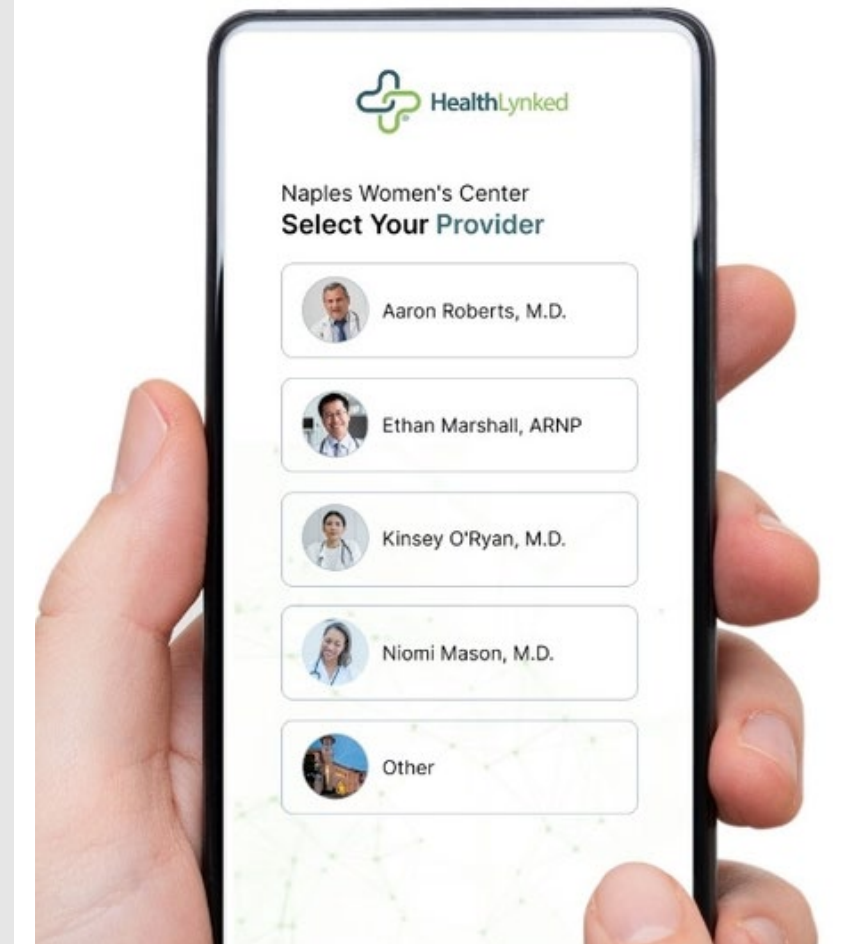 HealthLynked
Naples Women's Center
Select Your Provider
Aaron Roberts, M.D.
Ethan Marshall, ARNP
Kinsey O'Ryan, M.D.
Niomi Mason, M.D.
Other